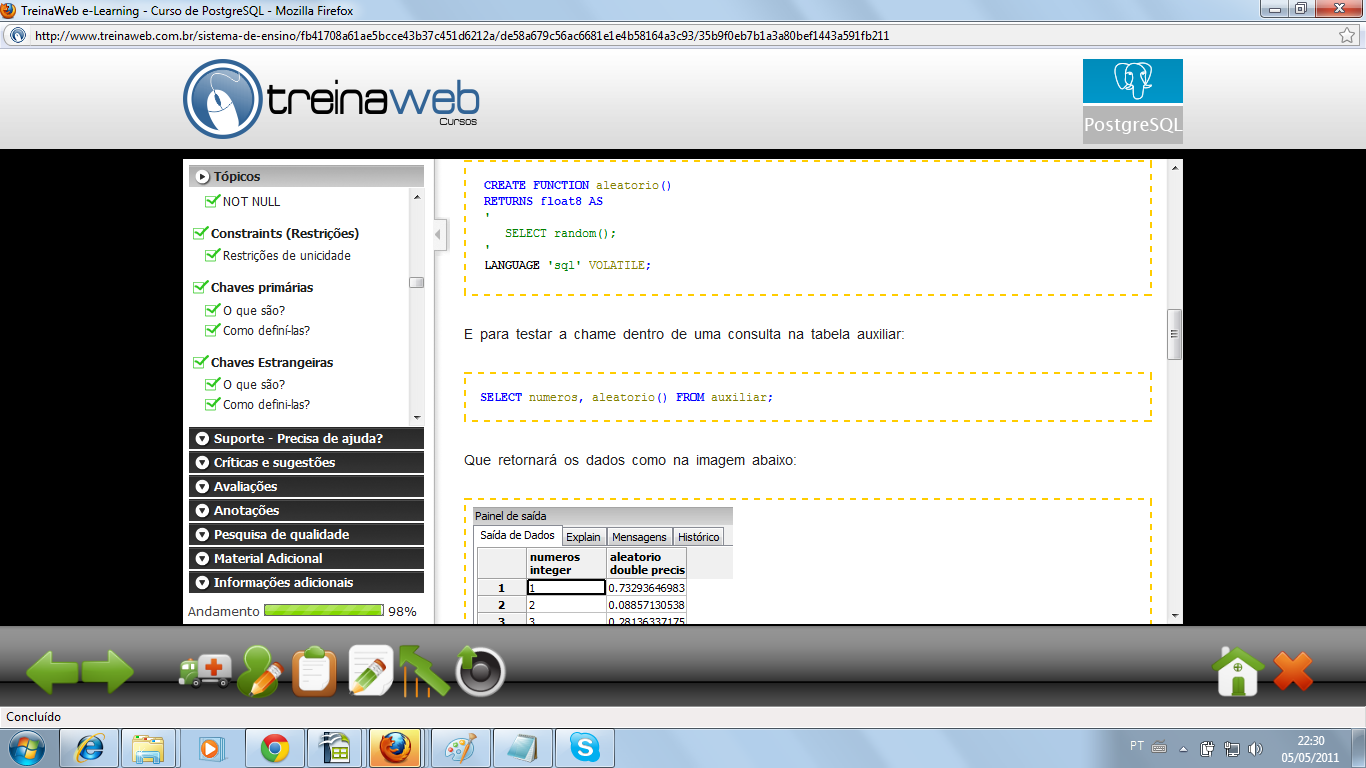 TreinaWeb e-Learning - Curso de PostgreSQL - Mozilla Firefox
http://www.treinaweb.com.br/sistema-de-ensino/fb41708a61ae5bcce43b37c451d6212a/de58a679c56ac6681e1e4b58164a3c93/35b9f0eb7b1a3a80bef1443a591fb211
treinaweb
Cursos
PostgreSQL
Tópicos
NOT NULL
Constraints (Restrições)
Restrições de unicidade
Chaves primárias
O que são?
Como definí-las?
Chaves Estrangeiras
O que são?
Como defini-las?
Suporte - Precisa de ajuda?
Críticas e sugestões
Avaliações
Anotações
Pesquisa de qualidade
Material Adicional
Informações adicionais
Andamento 98%
CREATE FUNCTION aleatorio()
RETURNS float8 AS
'
SELECT random();
'
LANGUAGE 'sql' VOLATILE;
E para testar a chame dentro de uma consulta na tabela auxiliar:
SELECT numeros, aleatorio() FROM auxiliar;
Que retornará os dados como na imagem abaixo:
Painel de saída
Saída de Dados Explain Mensagens Histórico
numeros aleatorio
integer double precis
1 1 0.73293646983
2 2 0.08857130538
3 3 0.28136337175
Concluído
PT
22:30
05/05/2011